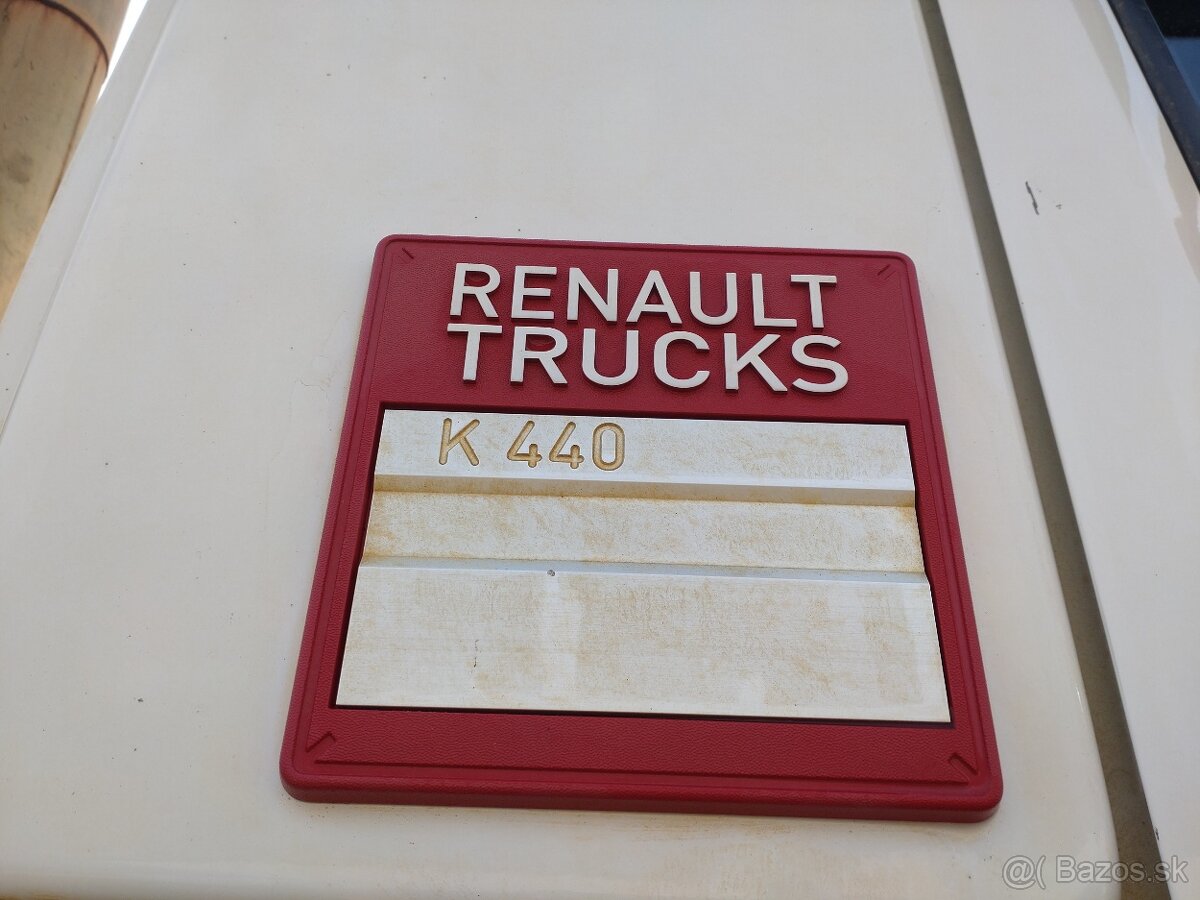 RENAULT
TRUCKS
K 440
@( Bazos.sk